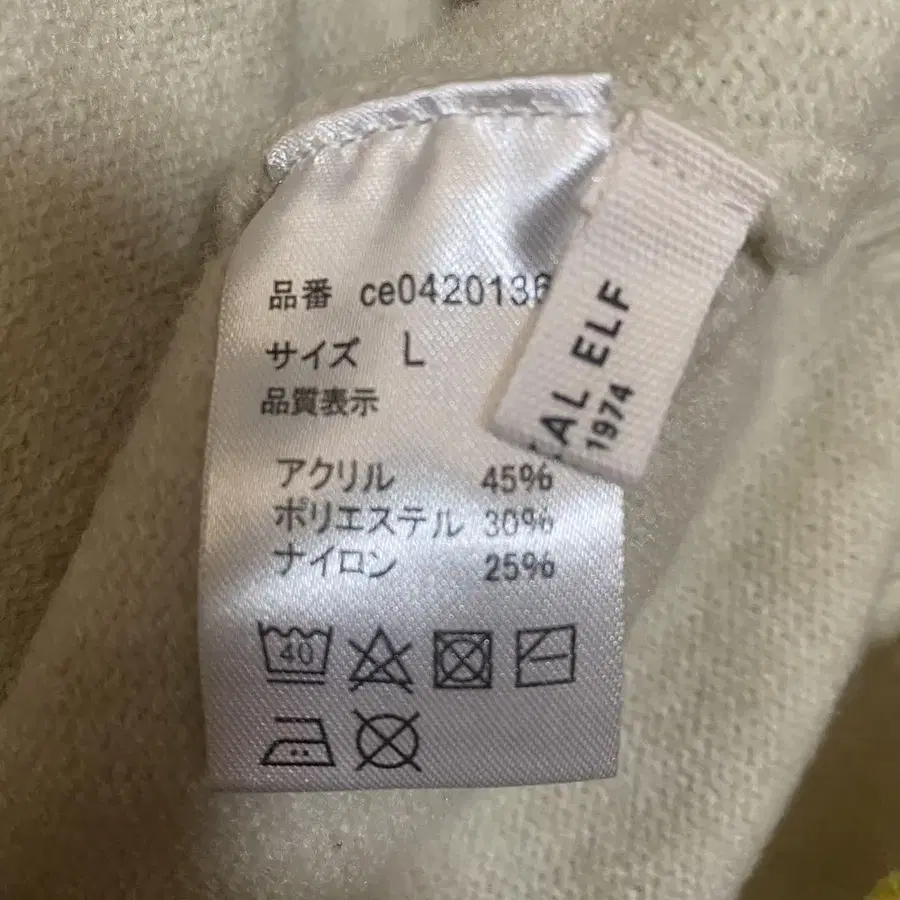 品番 ce0420136
サイズ L
品質表示
アクリル 45%
ポリエステル 30%
ナイロン 25%
40
ELF
1974